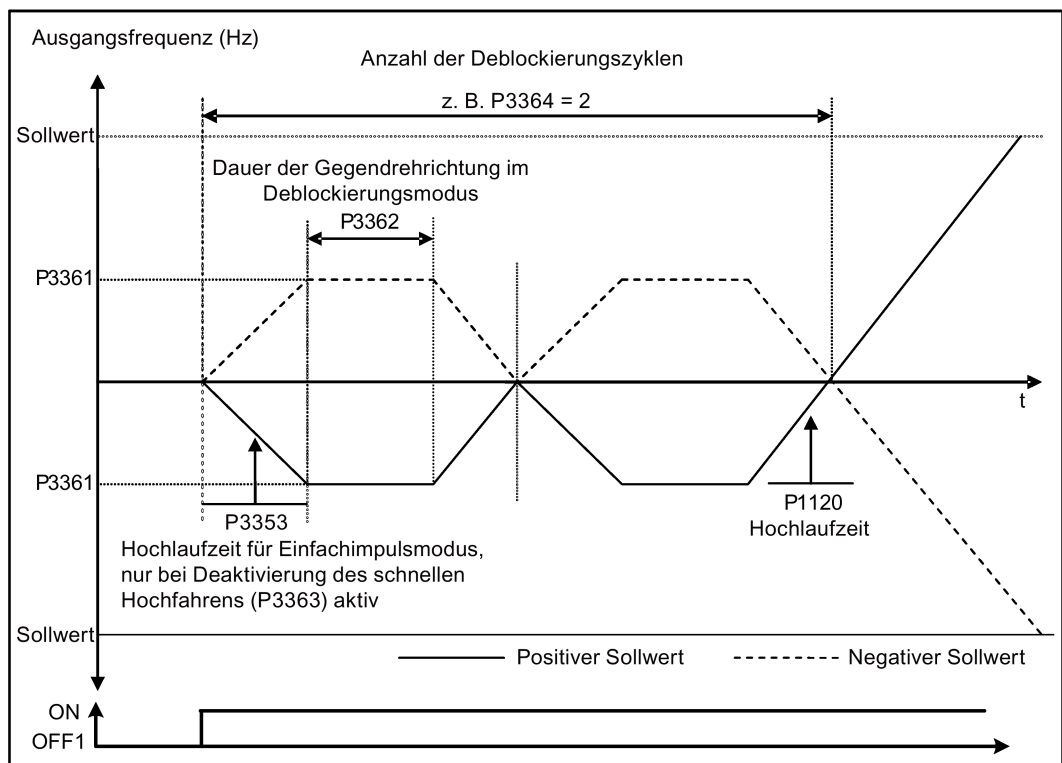 Ausgangsfrequenz (Hz)
Anzahl der Deblockierungszyklen
z. B. P3364 = 2
Sollwert
Dauer der Gegendrehrichtung im
Deblockierungsmodus
P3362
P3361
t
P3361
P3353
Hochlaufzeit für Einfachimpulsmodus,
nur bei Deaktivierung des schnellen
Hochfahrens (P3363) aktiv
P1120
Hochlaufzeit
Sollwert
Positiver Sollwert
Negativer Sollwert
ON
OFF1